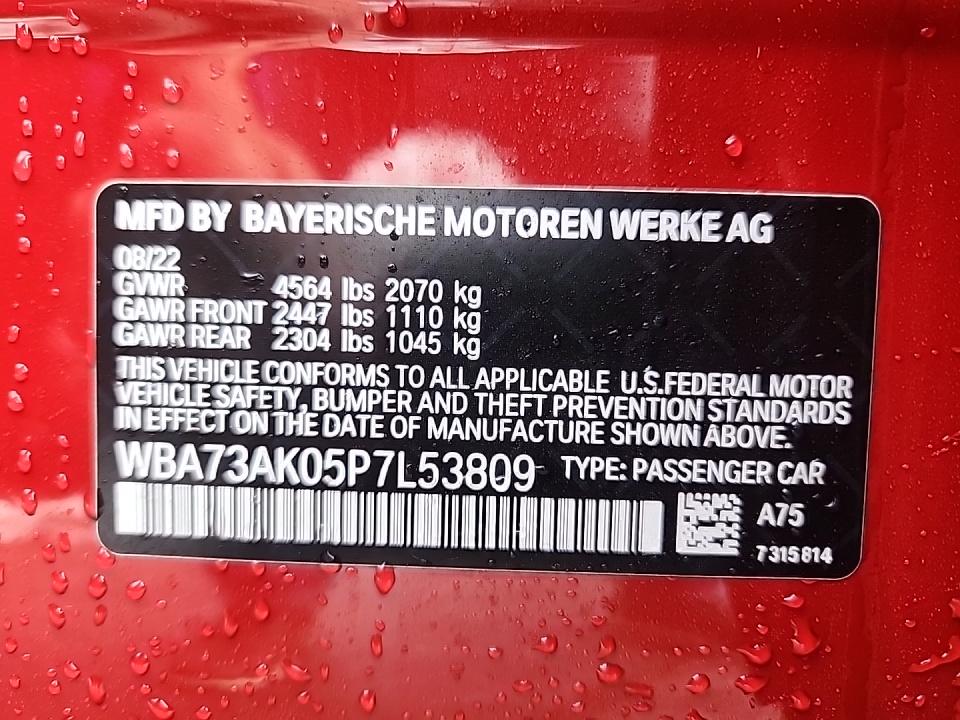 MFD BY BAYERISCHE MOTOREN WERKE AG
08/22
GVWR 4564 lbs 2070 kg
GAWR FRONT 2447 lbs 1110 kg
GAWR REAR 2304 lbs 1045 kg
THIS VEHICLE CONFORMS TO ALL APPLICABLE U.S.FEDERAL MOTOR
VEHICLE SAFETY, BUMPER AND THEFT PREVENTION STANDARDS
IN EFFECT ON THE DATE OF MANUFACTURE SHOWN ABOVE.
WBA73AK05P7L53809 TYPE: PASSENGER CAR
A75
7315814